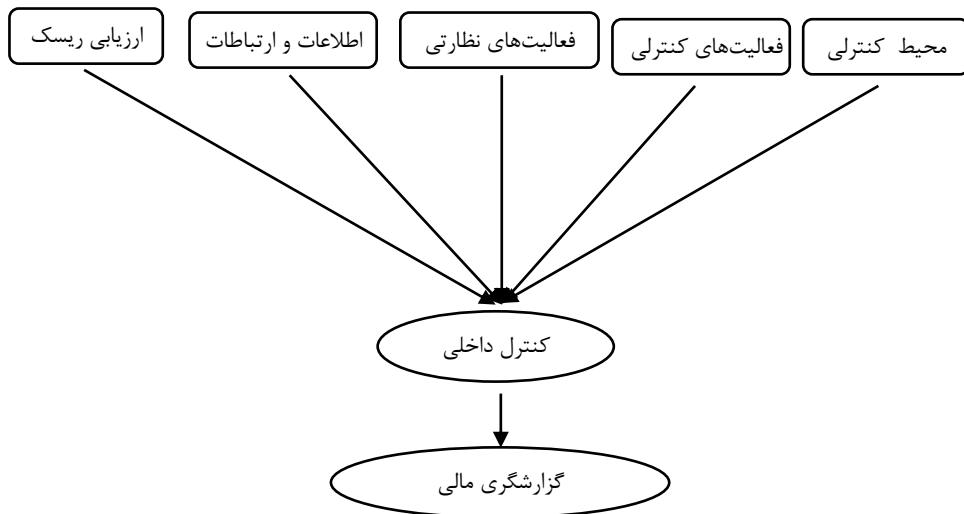 محیط کنترلی
فعالیت‌های کنترلی
فعالیت‌های نظارتی
اطلاعات و ارتباطات
ارزیابی ریسک
کنترل داخلی
گزارشگری مالی